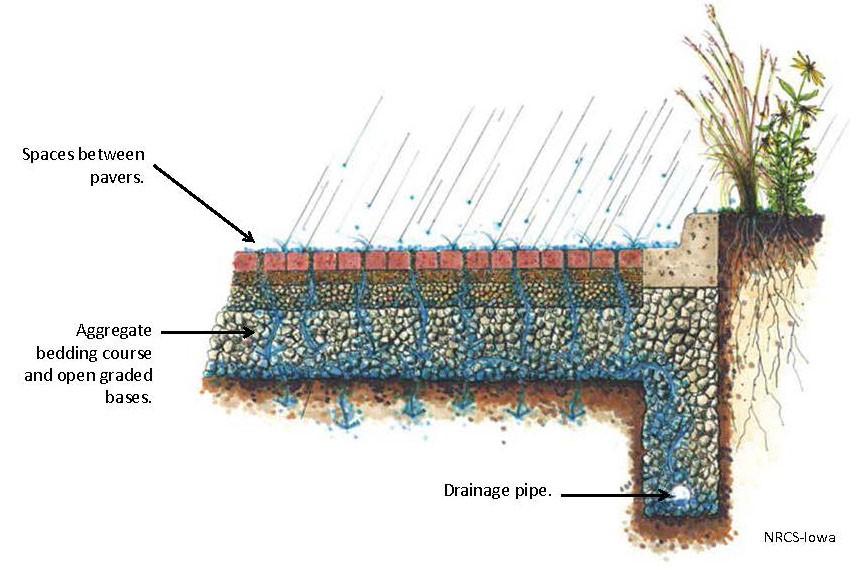 Spaces between
pavers.
Aggregate
bedding course
and open graded
bases.
Drainage pipe.
NRCS-Iowa